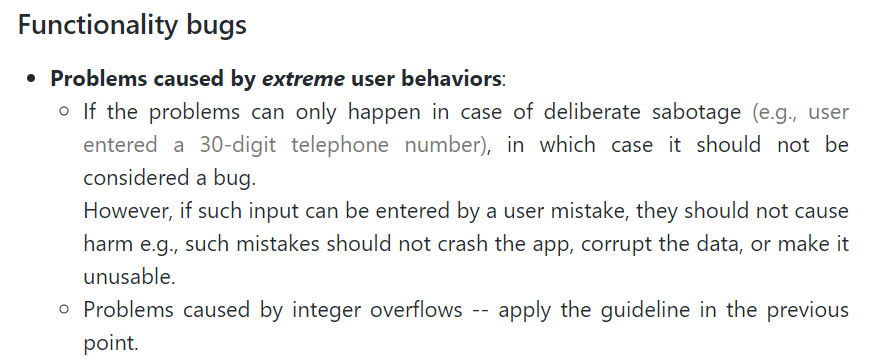 Functionality bugs
• Problems caused by extreme user behaviors:
◦ If the problems can only happen in case of deliberate sabotage (e.g., user
entered a 30-digit telephone number), in which case it should not be
considered a bug.
However, if such input can be entered by a user mistake, they should not cause
harm e.g., such mistakes should not crash the app, corrupt the data, or make it
unusable.
◦ Problems caused by integer overflows -- apply the guideline in the previous
point.